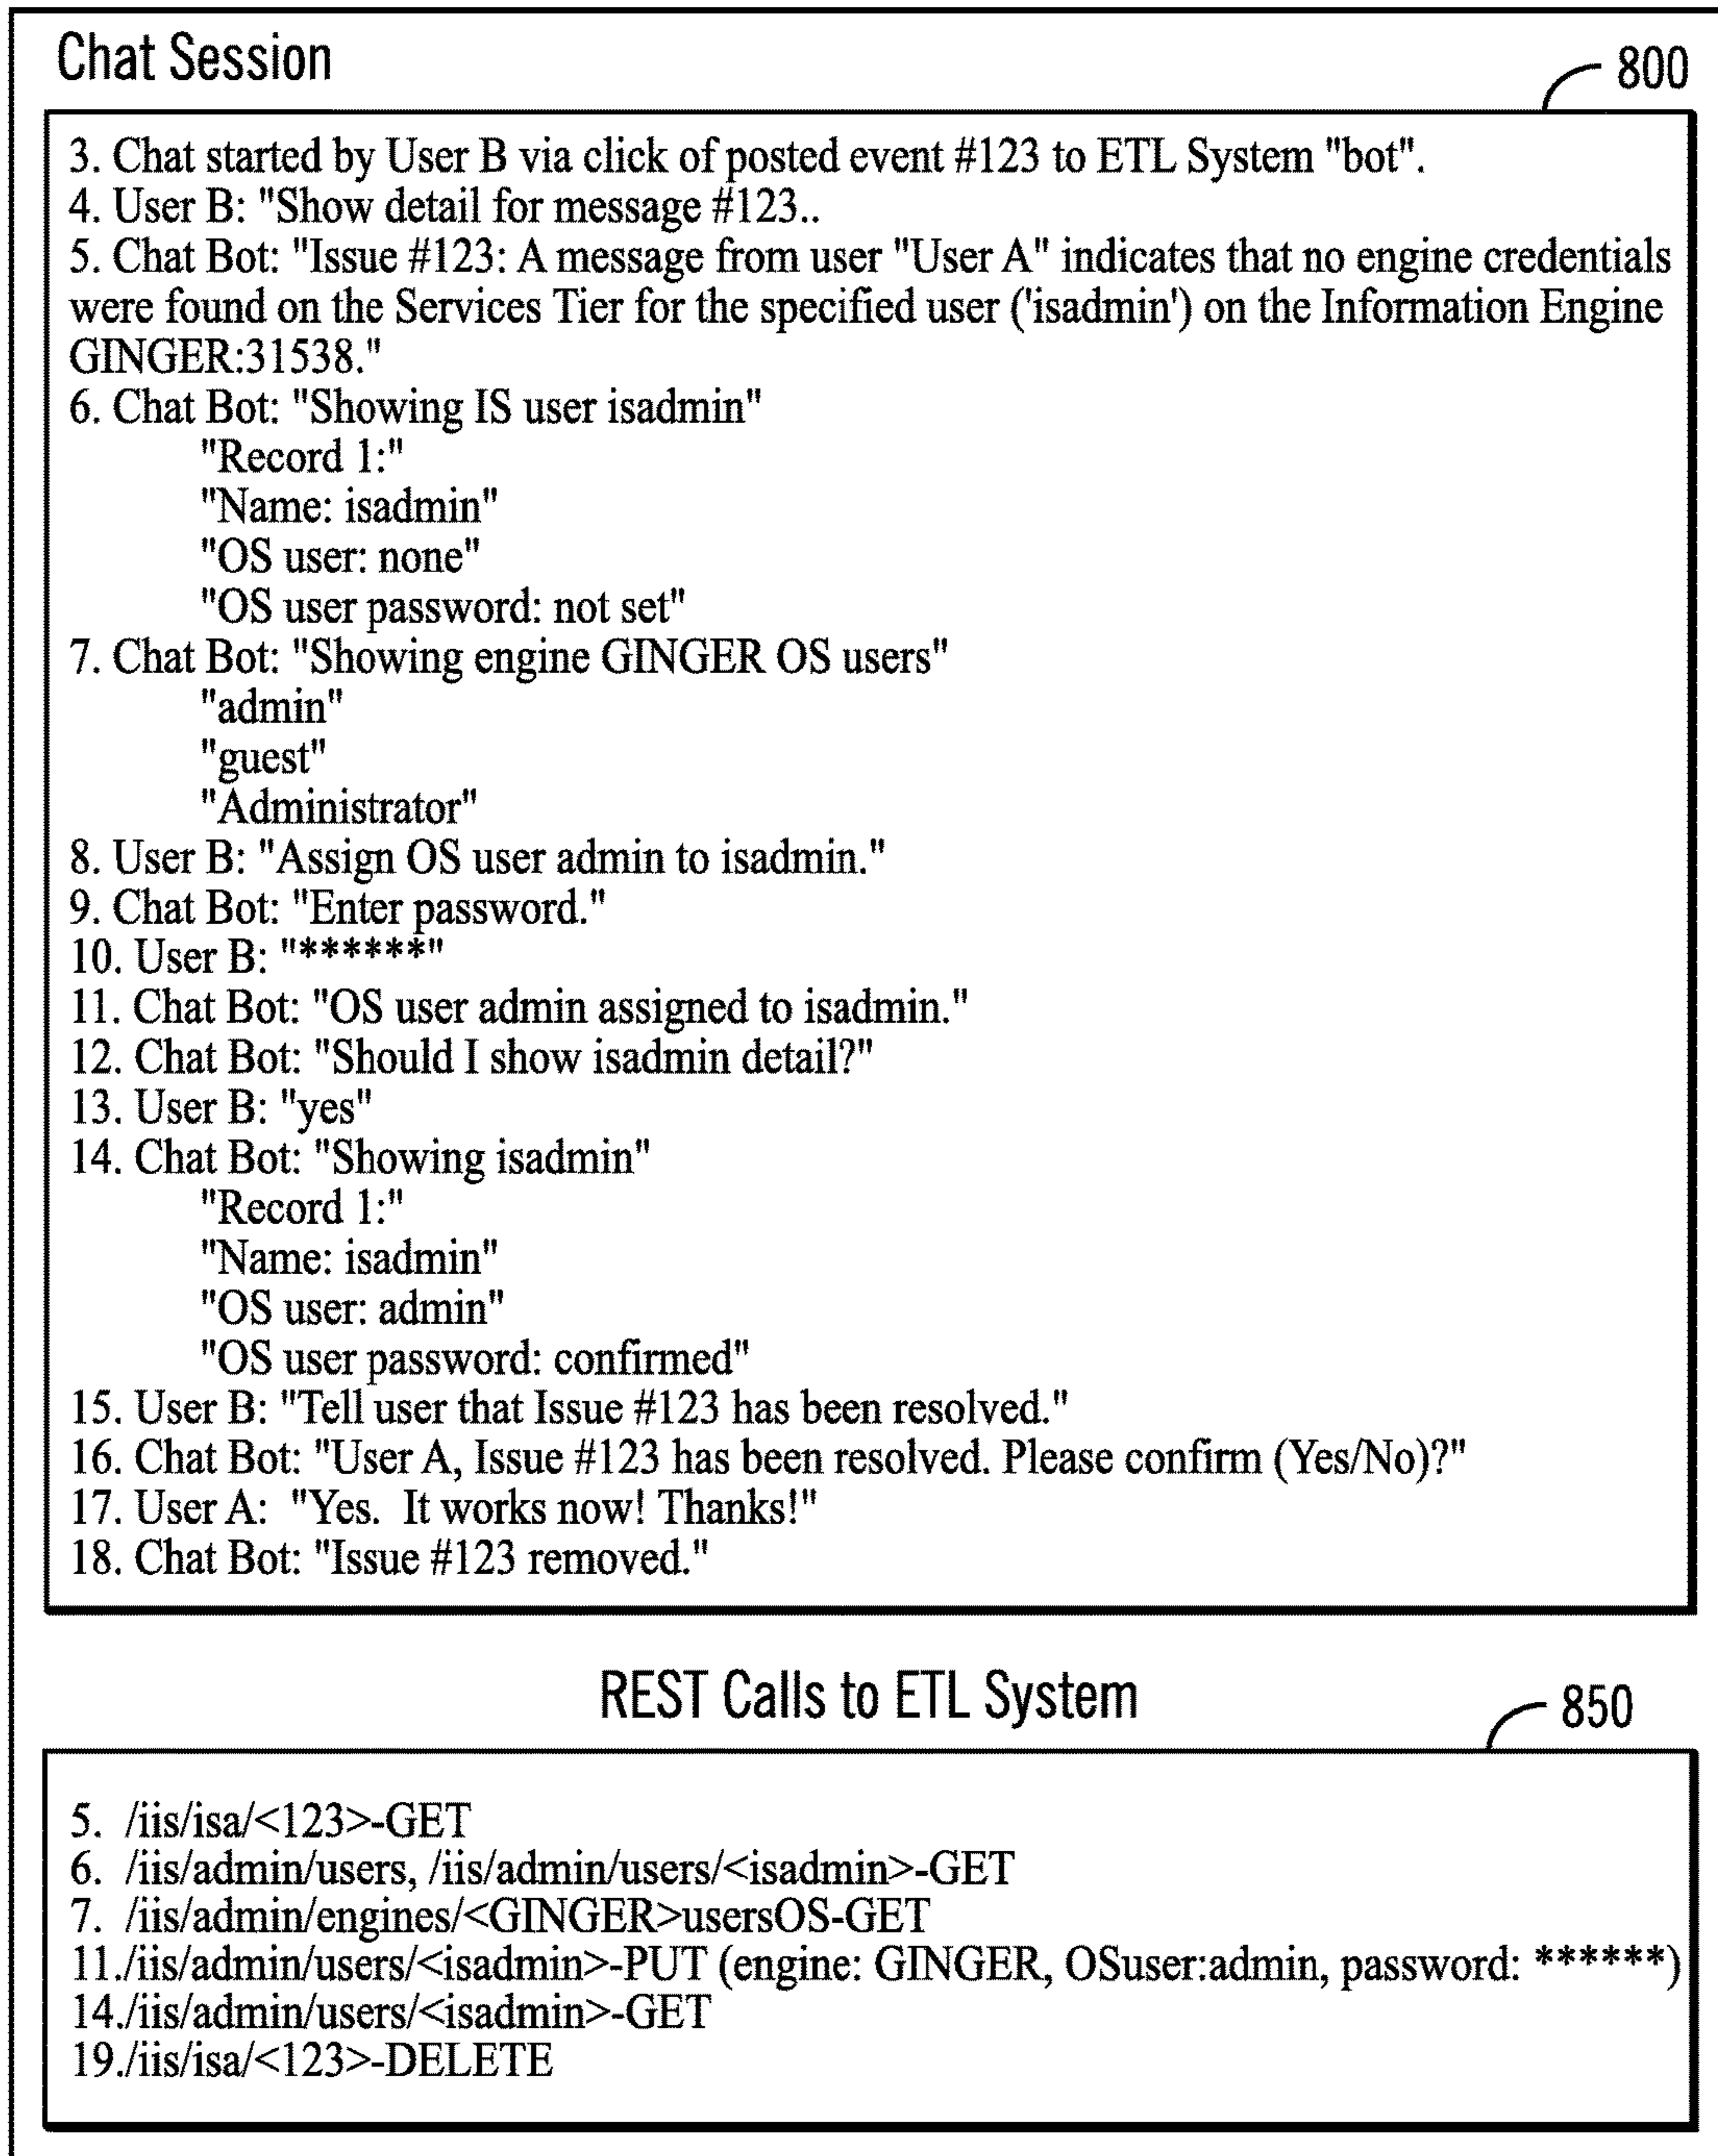 Chat Session
800
3. Chat started by User B via click of posted event #123 to ETL System "bot".
4. User B: "Show detail for message #123..
5. Chat Bot: "Issue #123: A message from user "User A" indicates that no engine credentials
were found on the Services Tier for the specified user ('isadmin') on the Information Engine
GINGER:31538."
6. Chat Bot: "Showing IS user isadmin"
"Record 1:"
"Name: isadmin"
"OS user: none"
"OS user password: not set"
7. Chat Bot: "Showing engine GINGER OS users"
"admin"
"guest"
"Administrator"
8. User B: "Assign OS user admin to isadmin."
9. Chat Bot: "Enter password."
10. User B: "******"
11. Chat Bot: "OS user admin assigned to isadmin."
12. Chat Bot: "Should I show isadmin detail?"
13. User B: "yes"
14. Chat Bot: "Showing isadmin"
"Record 1:"
"Name: isadmin"
"OS user: admin"
"OS user password: confirmed"
15. User B: "Tell user that Issue #123 has been resolved."
16. Chat Bot: "User A, Issue #123 has been resolved. Please confirm (Yes/No)?"
17. User A:  "Yes.  It works now! Thanks!"
18. Chat Bot: "Issue #123 removed."
REST Calls to ETL System
850
5.  /iis/isa/<123>-GET
6.  /iis/admin/users, /iis/admin/users/<isadmin>-GET
7.  /iis/admin/engines/<GINGER>usersOS-GET
11./iis/admin/users/<isadmin>-PUT (engine: GINGER, OSuser:admin, password: ******)
14./iis/admin/users/<isadmin>-GET
19./iis/isa/<123>-DELETE